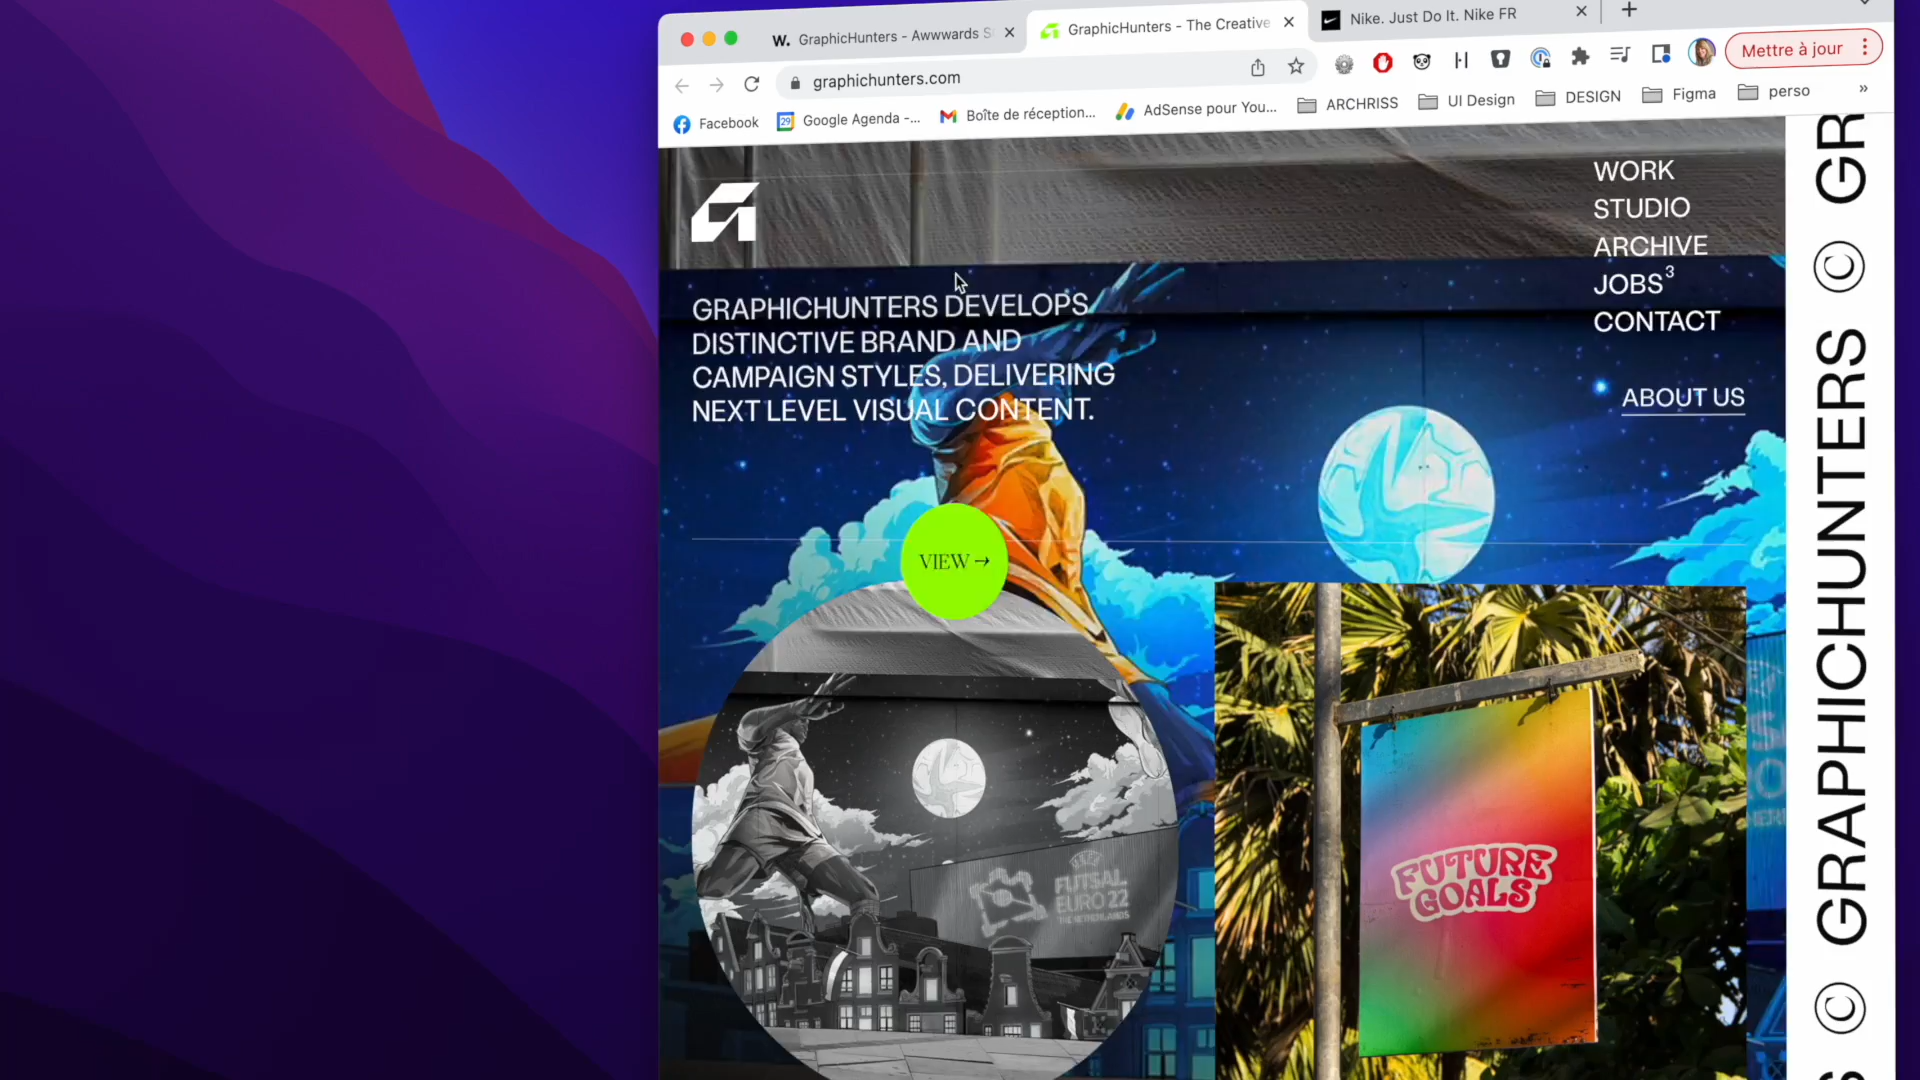 W. GraphicHunters - Awwwards S
GraphicHunters - The Creative
Nike. Just Do It. Nike FR
graphichunters.com
Mettre à jour
Facebook
29 Google Agenda -...
Boîte de réception...
AdSense pour You...
ARCHRISS
UI Design
DESIGN
Figma
perso
»
WORK
STUDIO
ARCHIVE
JOBS³
CONTACT
GRAPHICHUNTERS DEVELOPS
DISTINCTIVE BRAND AND
CAMPAIGN STYLES, DELIVERING
NEXT LEVEL VISUAL CONTENT.
ABOUT US
VIEW →
FUTSAL
EURO 22
THE NETHERLANDS
FUTURE
GOALS
S © GRAPHICHUNTERS © GR